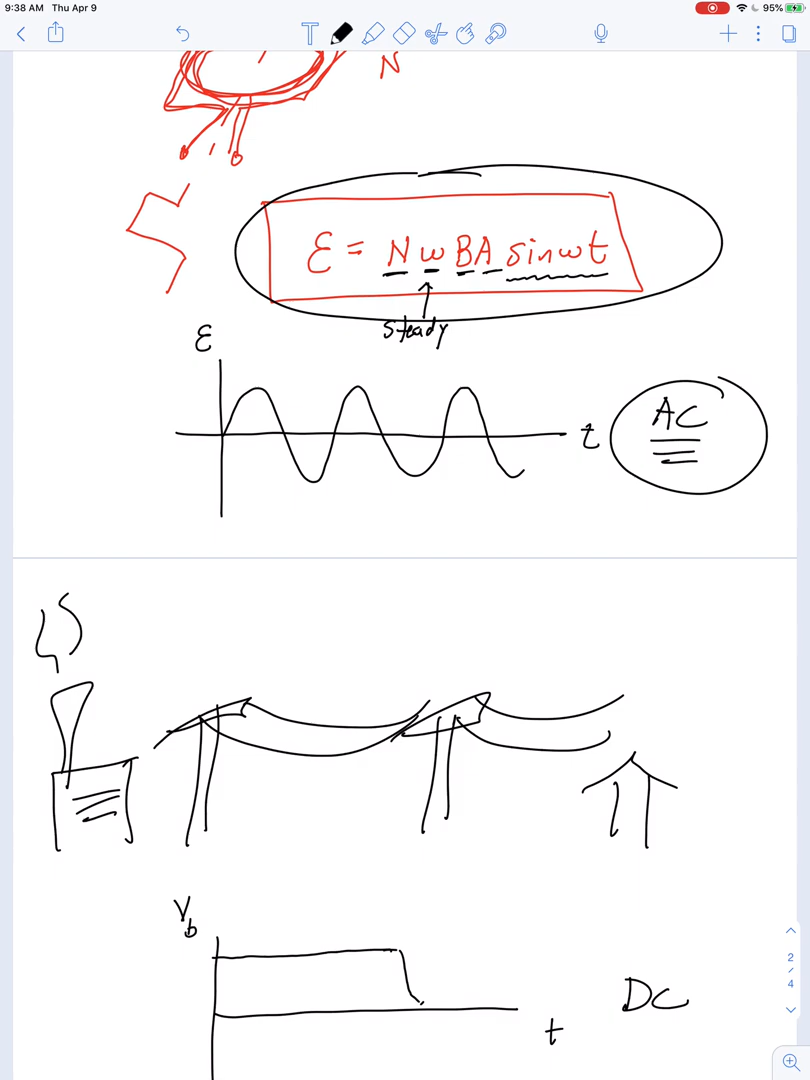 9:38 AM Thu Apr 9
95%
T
N
ε = NωBA sinωt
steady
ε
t
AC
V_b
2
/
4
DC
t